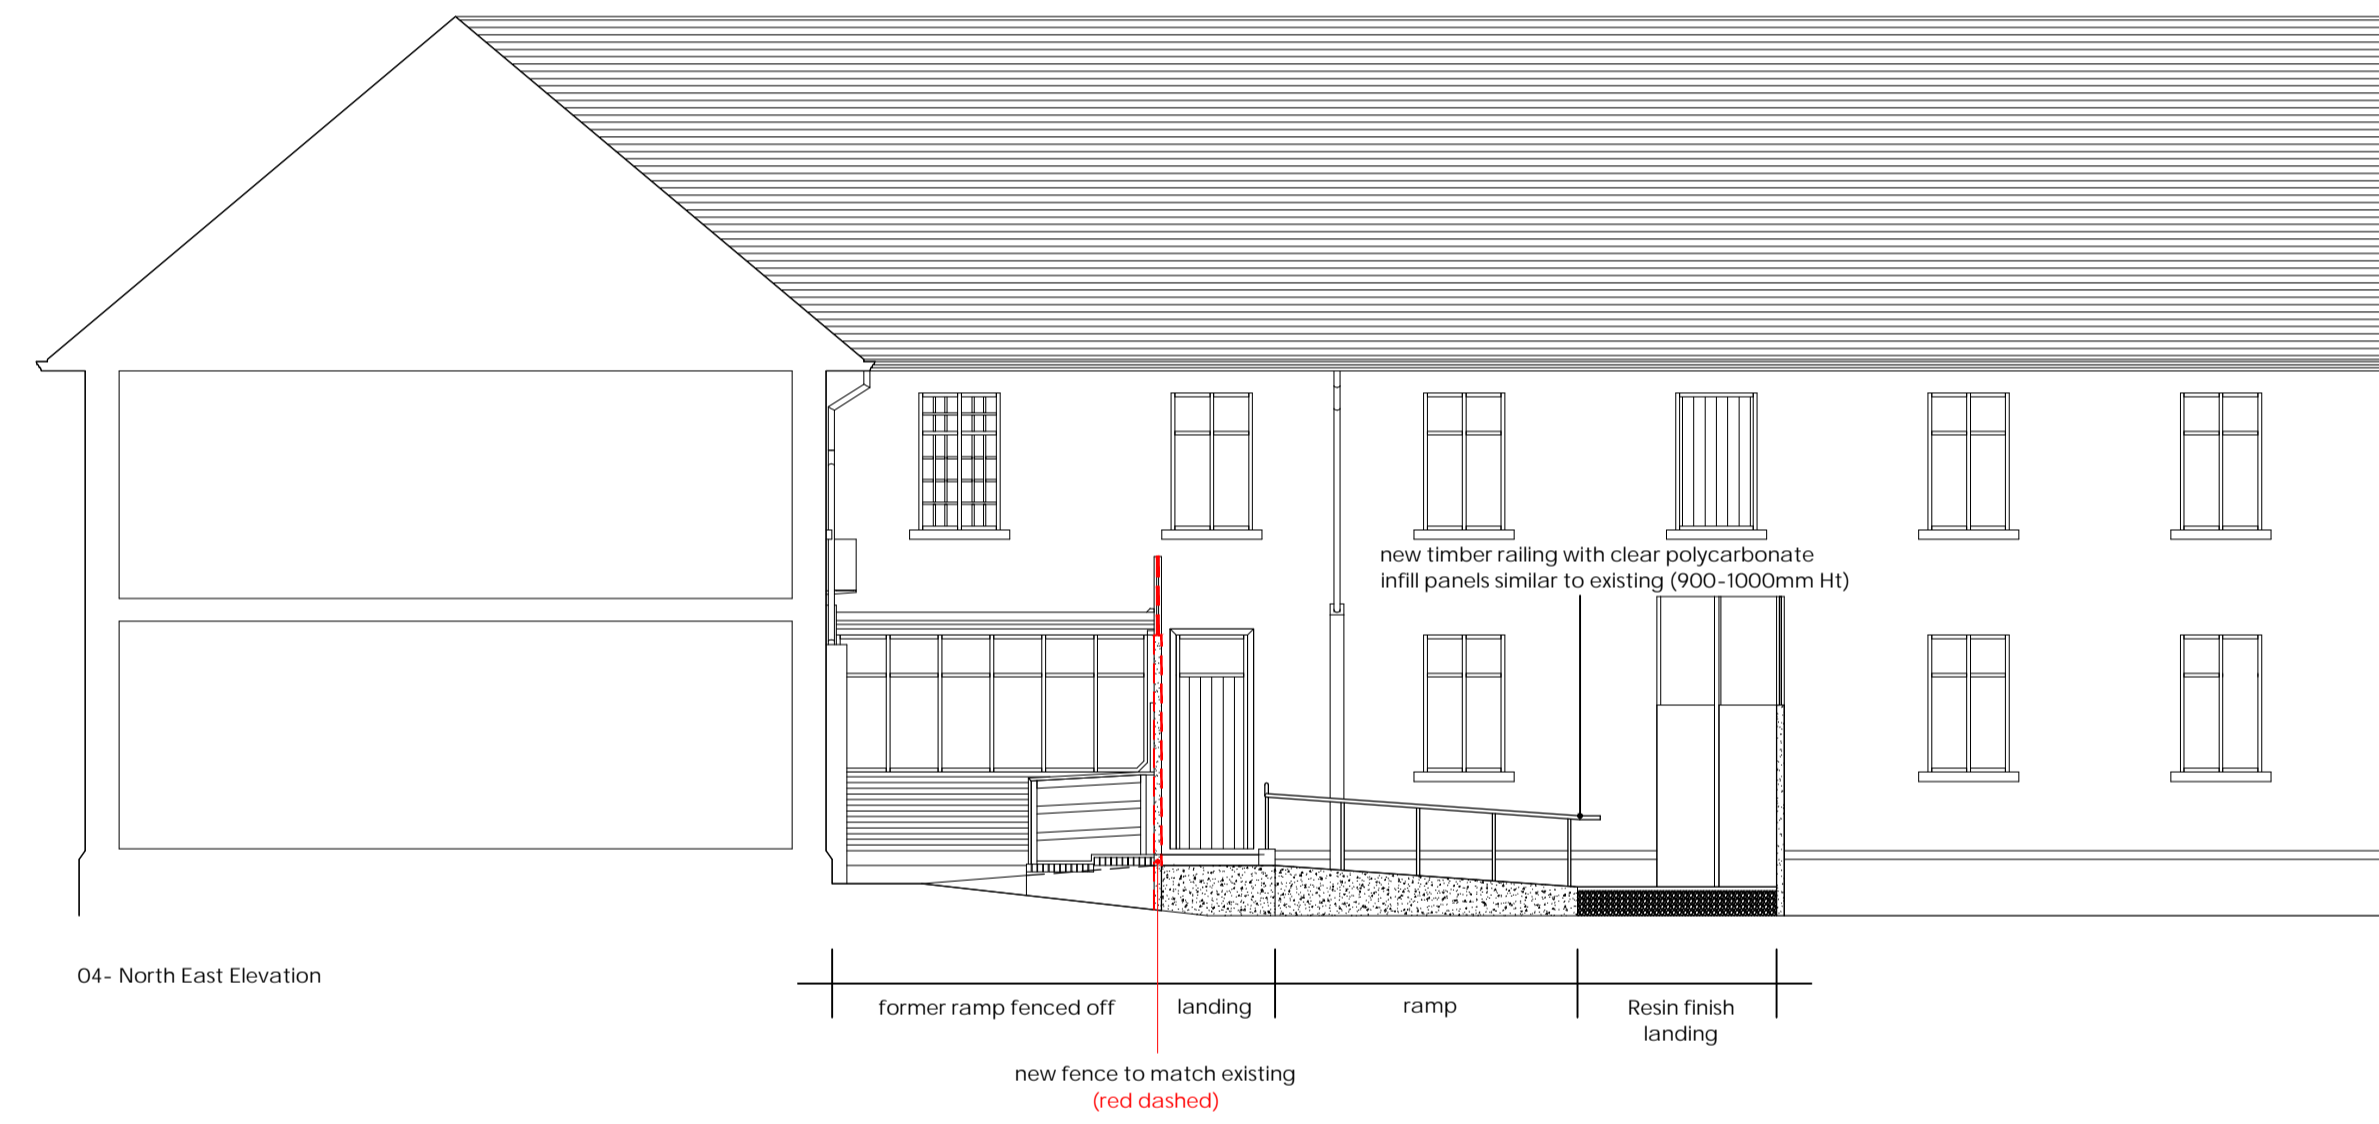 new timber railing with clear polycarbonate
infill panels similar to existing (900-1000mm Ht)
04- North East Elevation
former ramp fenced off
landing
ramp
Resin finish
landing
new fence to match existing
(red dashed)